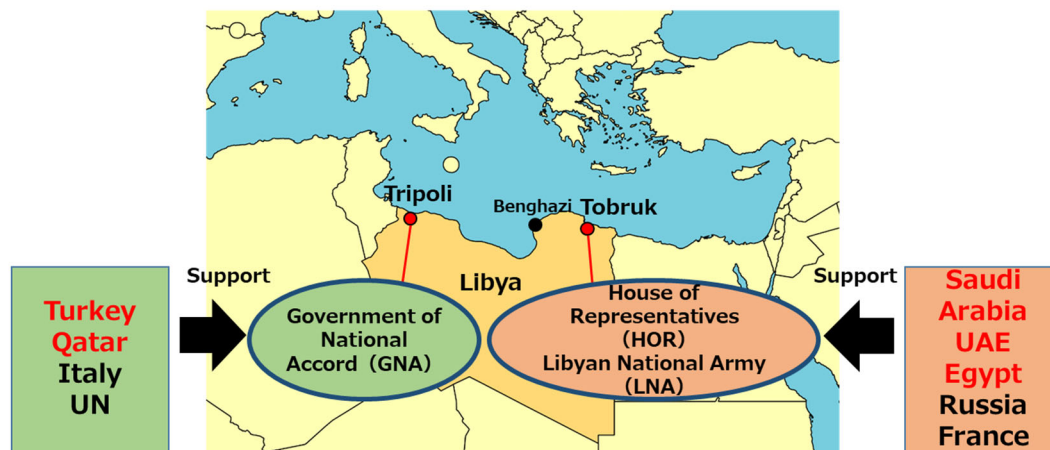 Tripoli
Benghazi
Tobruk
Libya
Support
Turkey
Qatar
Italy
UN
Government of
National
Accord（GNA）
House of
Representatives
（HOR）
Libyan National Army
（LNA）
Support
Saudi
Arabia
UAE
Egypt
Russia
France